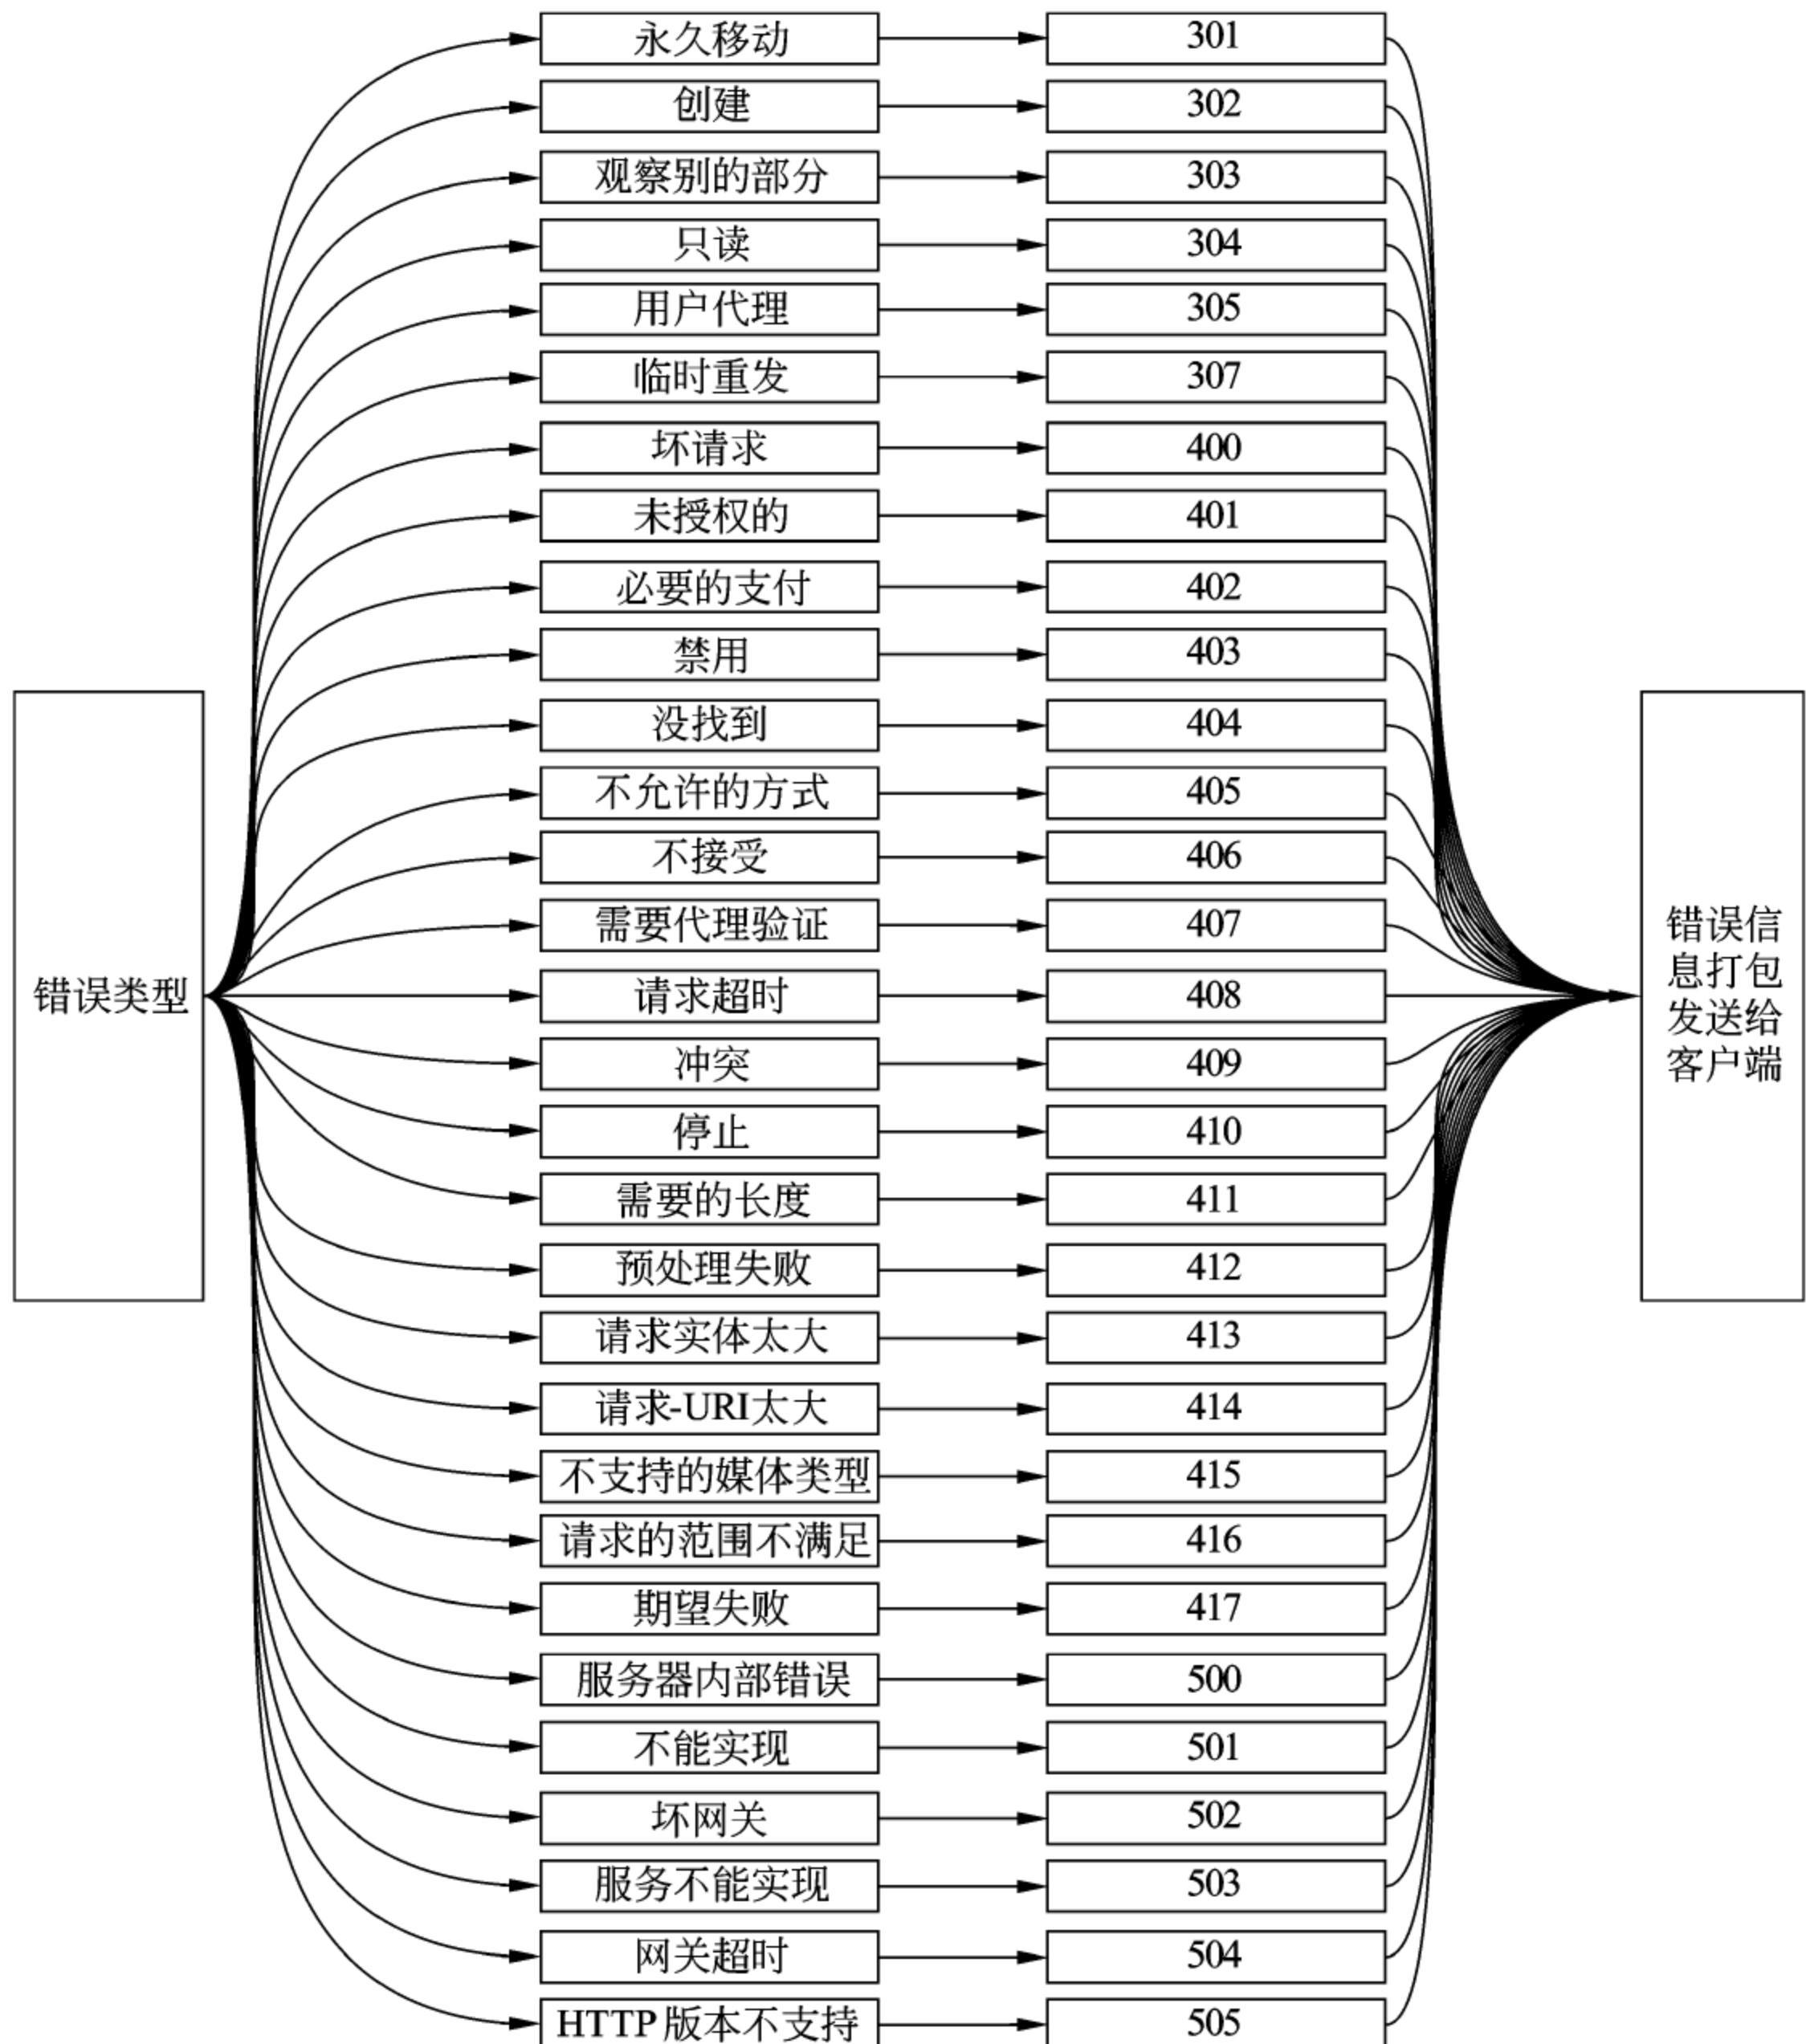 永久移动 301
创建 302
观察别的部分 303
只读 304
用户代理 305
临时重发 307
坏请求 400
未授权的 401
必要的支付 402
禁用 403
没找到 404
不允许的方式 405
不接受 406
需要代理验证 407
错误类型
请求超时 408
冲突 409
停止 410
需要的长度 411
预处理失败 412
请求实体太大 413
请求-URI太大 414
不支持的媒体类型 415
请求的范围不满足 416
期望失败 417
服务器内部错误 500
不能实现 501
坏网关 502
服务不能实现 503
网关超时 504
HTTP版本不支持 505
错误信
息打包
发送给
客户端